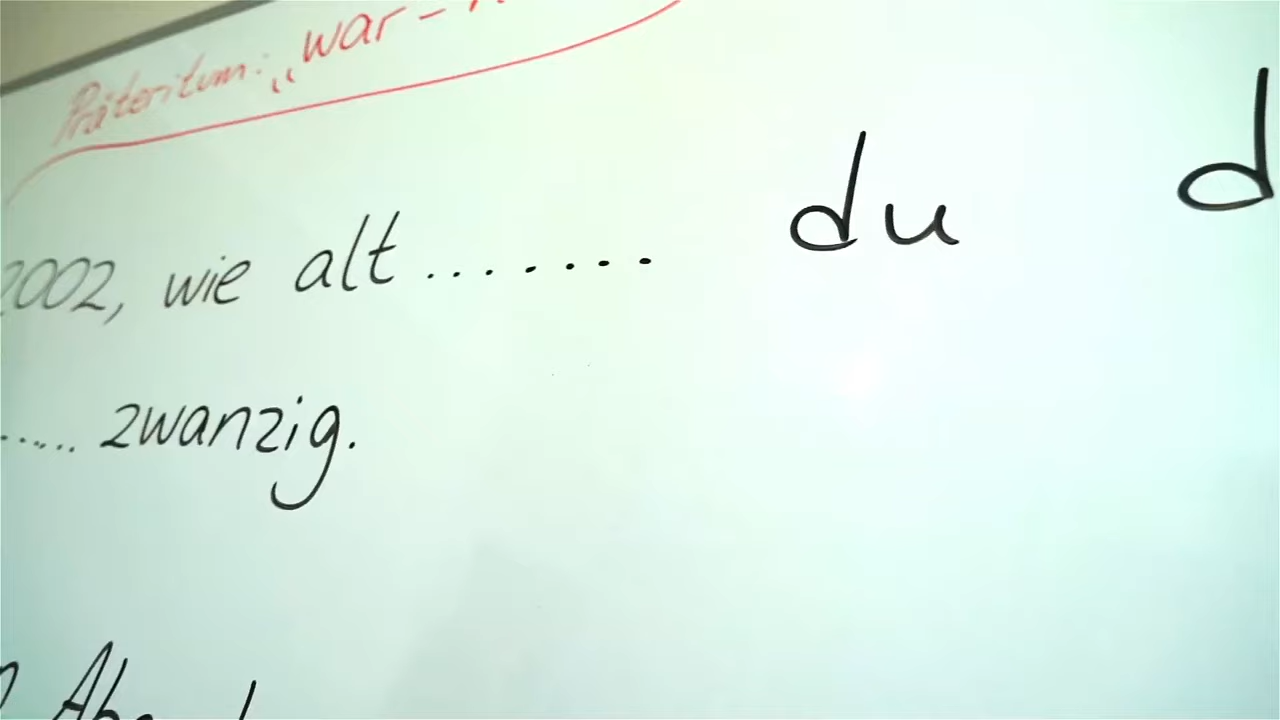 Präteritum: „war –
2002, wie alt ........ du d
...... zwanzig.